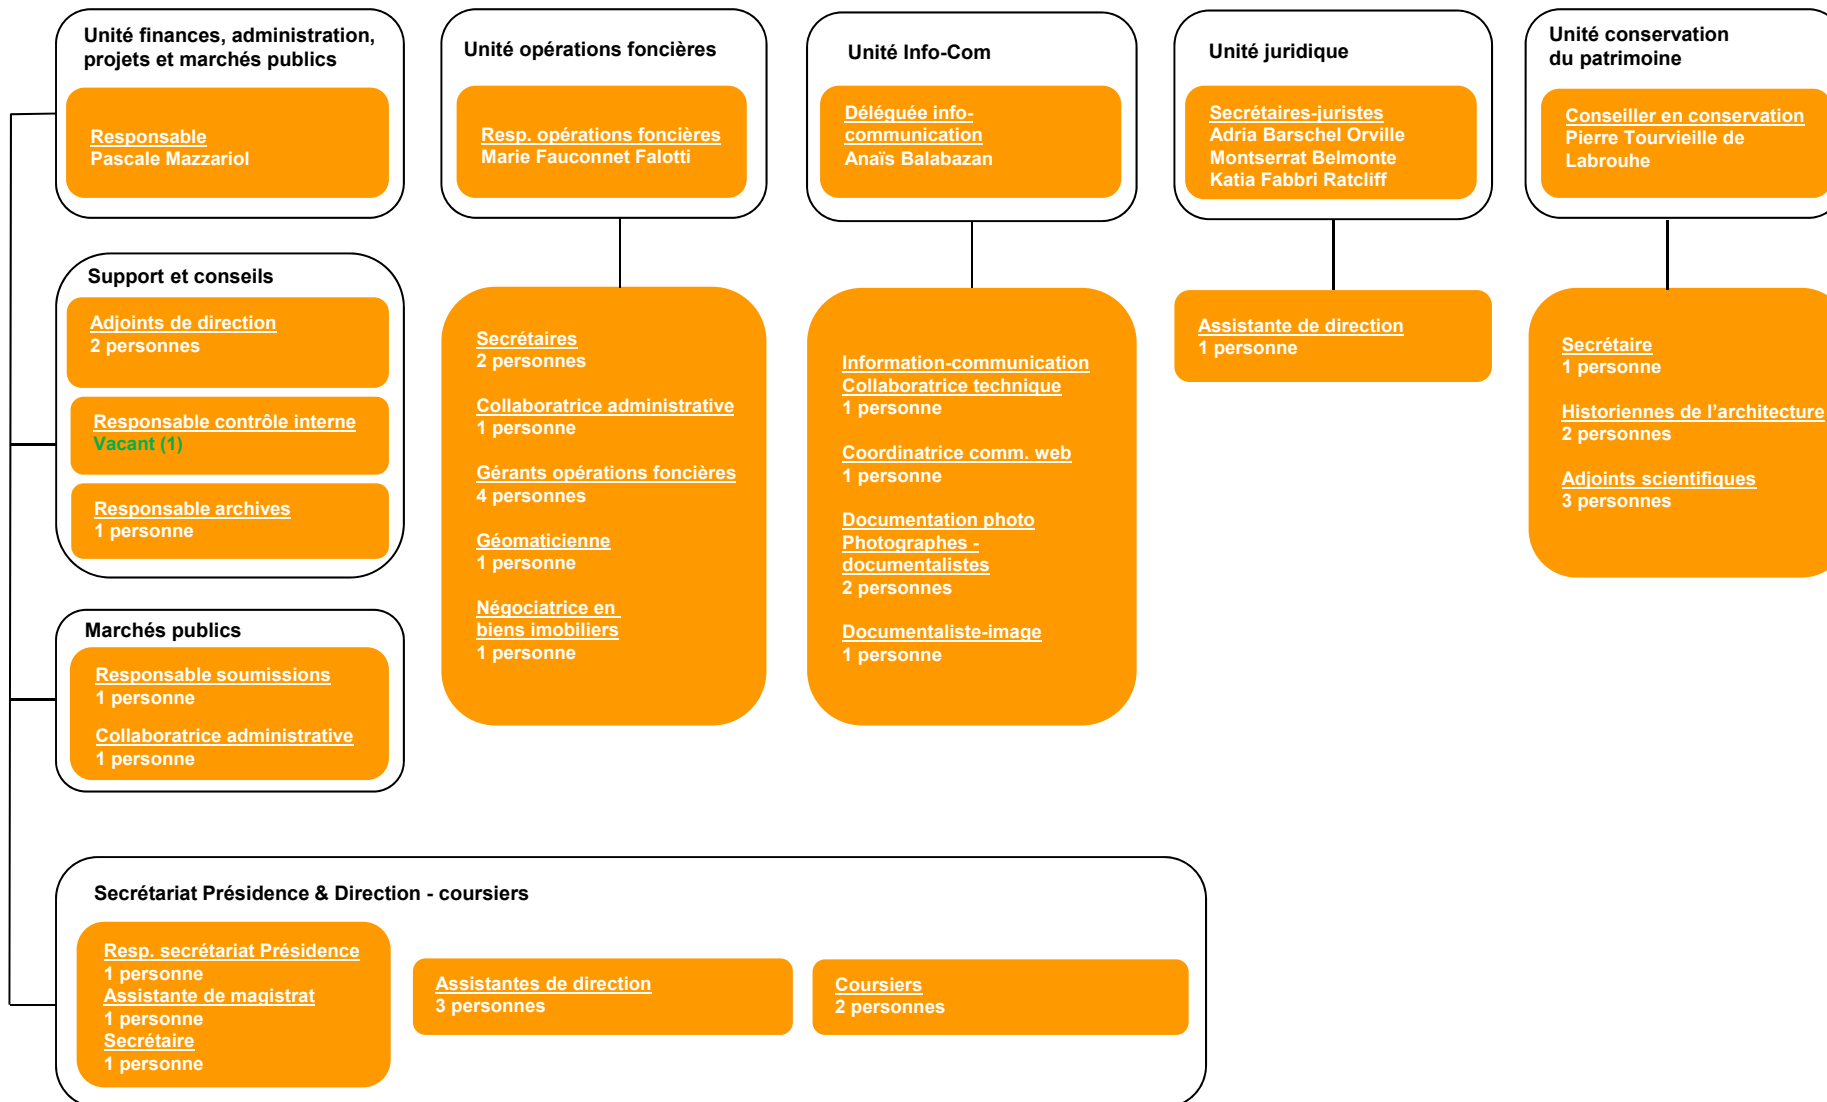 Unité finances, administration,
projets et marchés publics
Responsable
Pascale Mazzariol
Support et conseils
Adjoints de direction
2 personnes
Responsable contrôle interne
Vacant (1)
Responsable archives
1 personne
Marchés publics
Responsable soumissions
1 personne
Collaboratrice administrative
1 personne
Unité opérations foncières
Resp. opérations foncières
Marie Fauconnet Falotti
Secrétaires
2 personnes
Collaboratrice administrative
1 personne
Gérants opérations foncières
4 personnes
Géomaticienne
1 personne
Négociatrice en
biens imobiliers
1 personne
Unité Info-Com
Déléguée info-
communication
Anaïs Balabazan
Information-communication
Collaboratrice technique
1 personne
Coordinatrice comm. web
1 personne
Documentation photo
Photographes -
documentalistes
2 personnes
Documentaliste-image
1 personne
Unité juridique
Secrétaires-juristes
Adria Barschel Orville
Montserrat Belmonte
Katia Fabbri Ratcliff
Assistante de direction
1 personne
Unité conservation
du patrimoine
Conseiller en conservation
Pierre Tourvieille de
Labrouhe
Secrétaire
1 personne
Historiennes de l’architecture
2 personnes
Adjoints scientifiques
3 personnes
Secrétariat Présidence & Direction - coursiers
Resp. secrétariat Présidence
1 personne
Assistante de magistrat
1 personne
Secrétaire
1 personne
Assistantes de direction
3 personnes
Coursiers
2 personnes